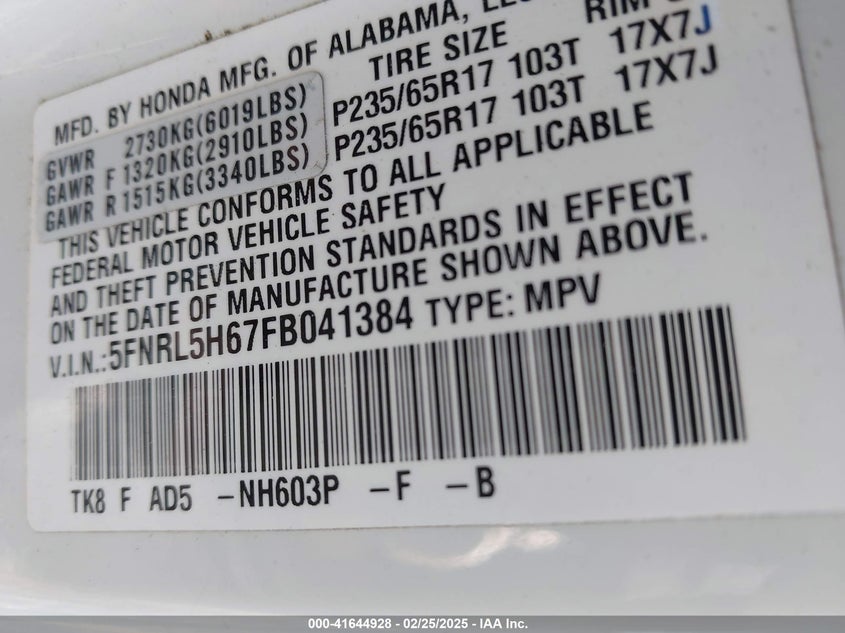 MFD. BY HONDA MFG. OF ALABAMA,
TIRE SIZE RIM
GVWR 2730KG(6019LBS)
GAWR F 1320KG(2910LBS) P235/65R17 103T 17X7J
GAWR R 1515KG(3340LBS) P235/65R17 103T 17X7J
THIS VEHICLE CONFORMS TO ALL APPLICABLE
FEDERAL MOTOR VEHICLE SAFETY
AND THEFT PREVENTION STANDARDS IN EFFECT
ON THE DATE OF MANUFACTURE SHOWN ABOVE.
V.I.N.:5FNRL5H67FB041384 TYPE: MPV
TK8 F AD5 -NH603P -F -B
000-41644928 - 02/25/2025 - IAA Inc.